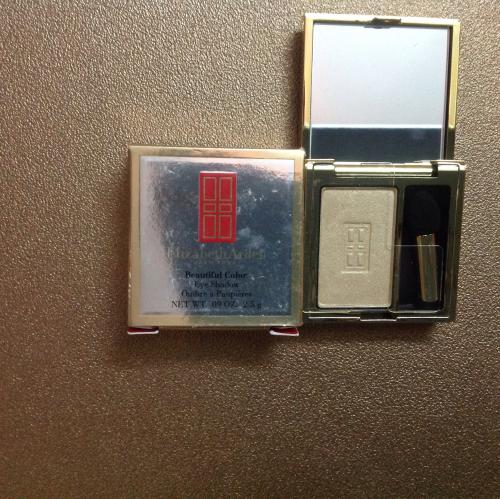 Elizabeth Arden
Beautiful Color
Eye Shadow
Ombre à Paupières
NET WT. .09 OZ. 2.5 g